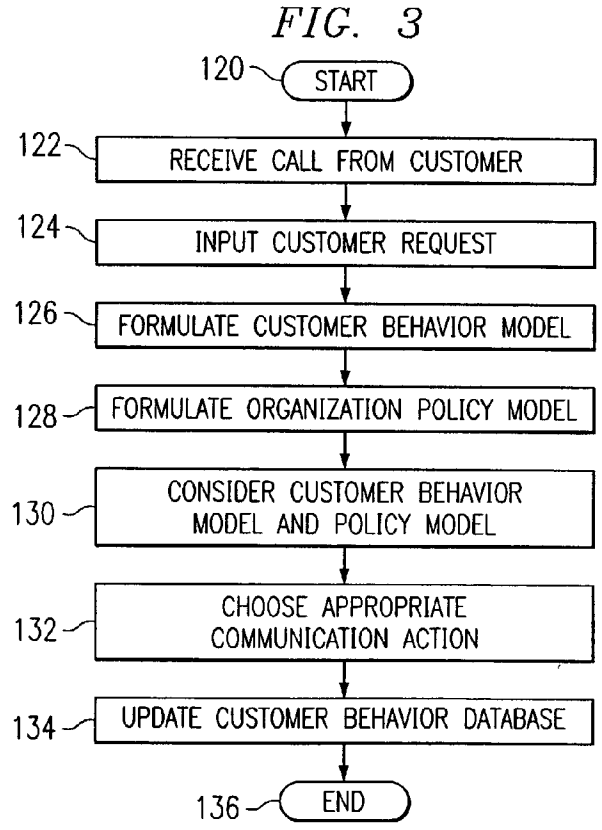 FIG. 3
120 START
122 RECEIVE CALL FROM CUSTOMER
124 INPUT CUSTOMER REQUEST
126 FORMULATE CUSTOMER BEHAVIOR MODEL
128 FORMULATE ORGANIZATION POLICY MODEL
130 CONSIDER CUSTOMER BEHAVIOR
MODEL AND POLICY MODEL
132 CHOOSE APPROPRIATE
COMMUNICATION ACTION
134 UPDATE CUSTOMER BEHAVIOR DATABASE
136 END